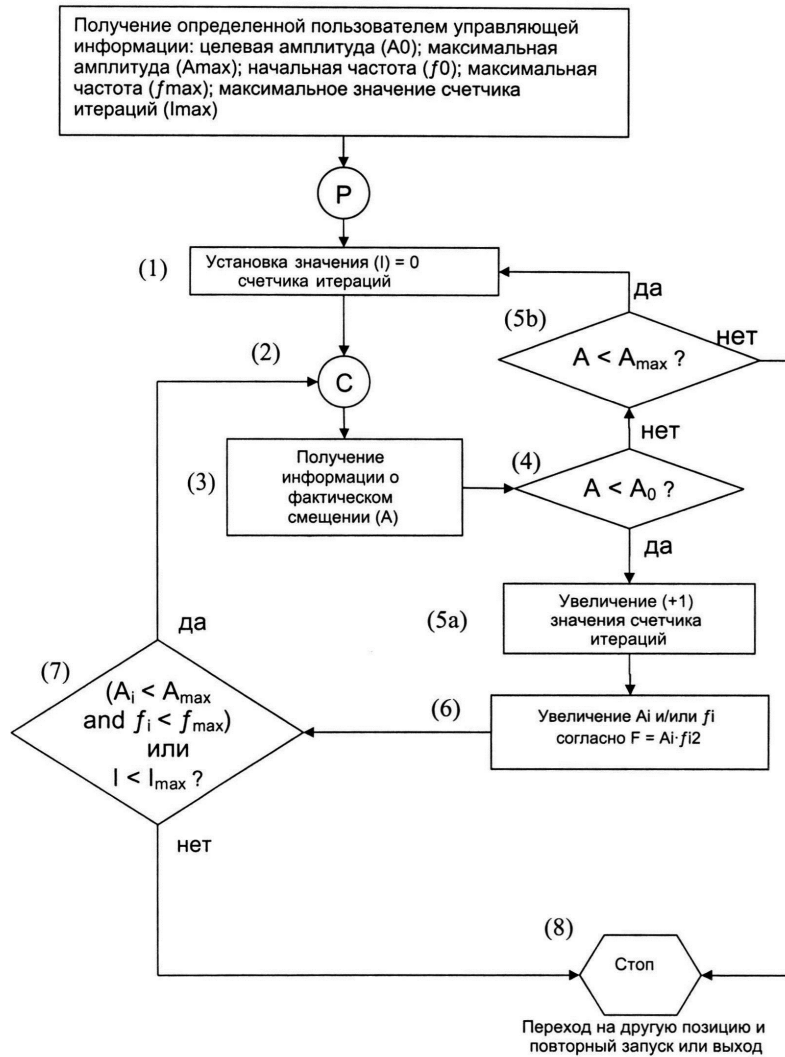 Получение определенной пользователем управляющей
информации: целевая амплитуда (A0); максимальная
амплитуда (Amax); начальная частота (ƒ0); максимальная
частота (ƒmax); максимальное значение счетчика
итераций (Imax)
P
(1)
Установка значения (I) = 0
счетчика итераций
да
(5b)
нет
A < Amax ?
(2)
C
нет
(3)
Получение
информации о
фактическом
смещении (A)
(4)
A < A0 ?
да
(5a)
Увеличение (+1)
значения счетчика
итераций
да
(7)
(Ai < Amax
and ƒi < ƒmax)
или
I < Imax ?
(6)
Увеличение Ai и/или ƒi
согласно F = Ai·ƒi2
нет
(8)
Стоп
Переход на другую позицию и
повторный запуск или выход